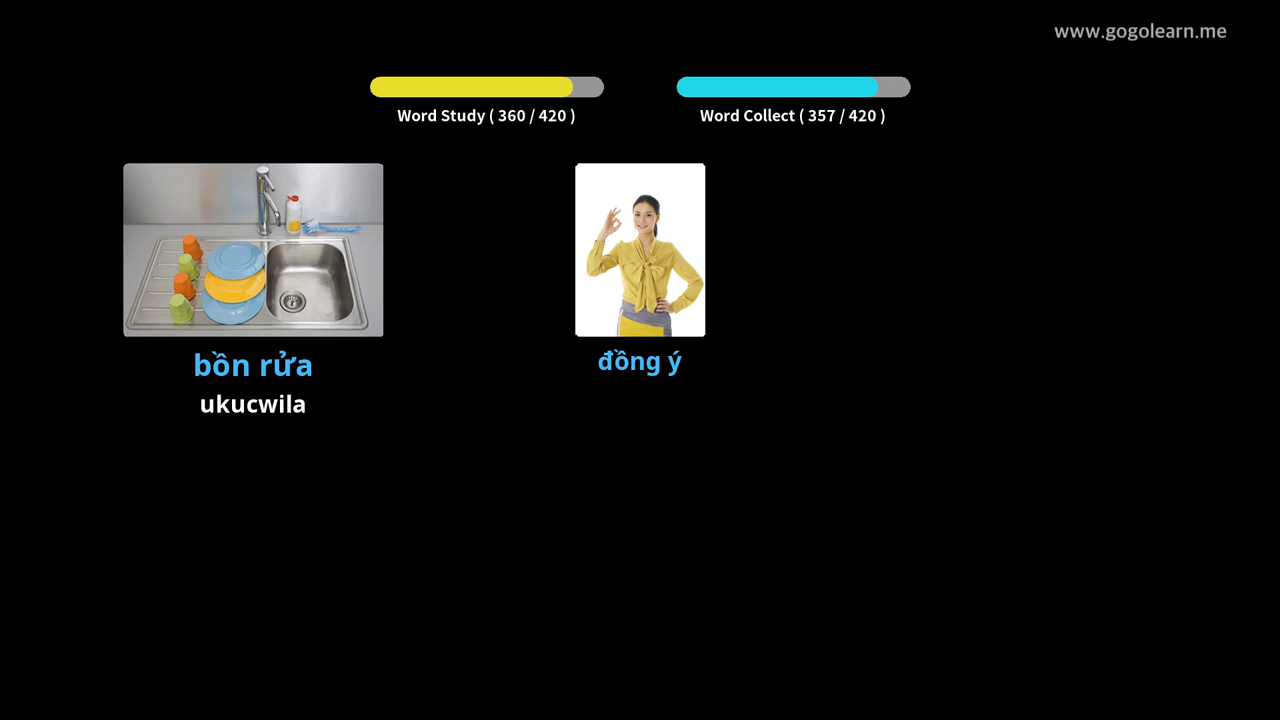 www.gogolearn.me
Word Study ( 360 / 420 )
Word Collect ( 357 / 420 )
bồn rửa
ukucwila
đồng ý